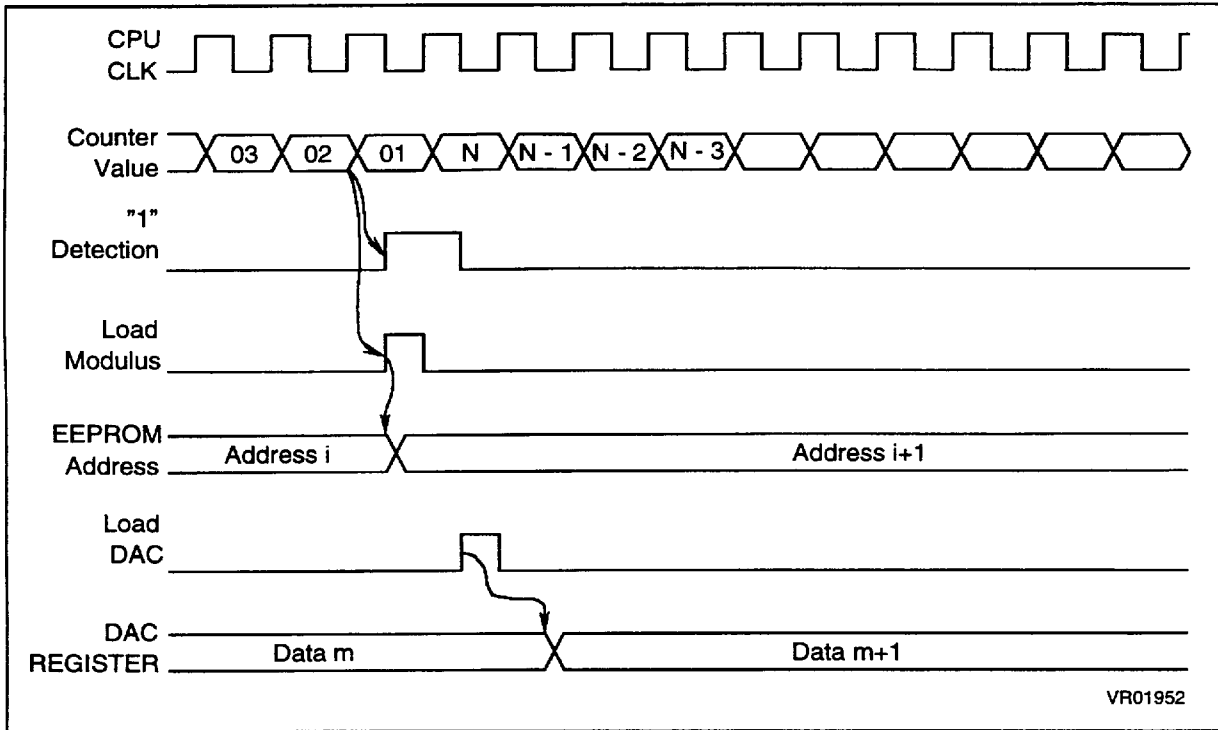 CPU
CLK
Counter
Value
03 02 01 N N - 1 N - 2 N - 3
"1"
Detection
Load
Modulus
EEPROM
Address
Address i Address i+1
Load
DAC
DAC
REGISTER
Data m Data m+1
VR01952